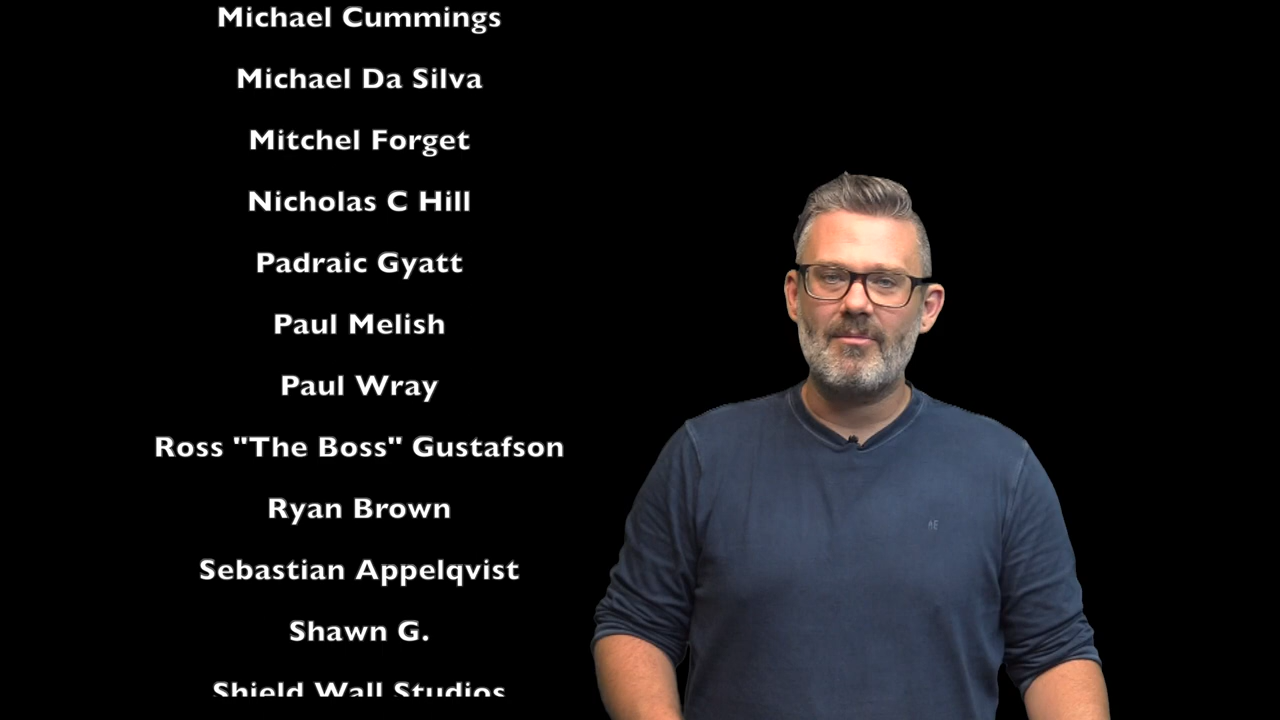 Michael Cummings
Michael Da Silva
Mitchel Forget
Nicholas C Hill
Padraic Gyatt
Paul Melish
Paul Wray
Ross "The Boss" Gustafson
Ryan Brown
Sebastian Appelqvist
Shawn G.
Shield Wall Studios